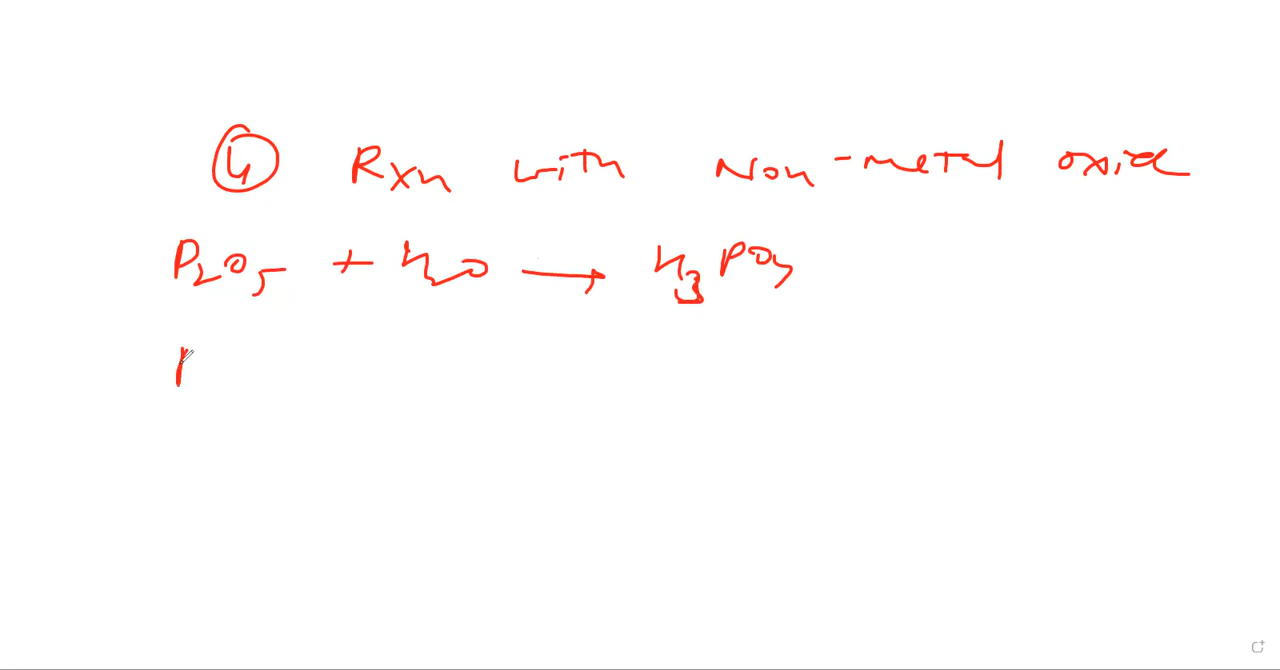 ④ Rxn with Non-metal oxide
P₂O₅ + H₂O → H₃PO₄